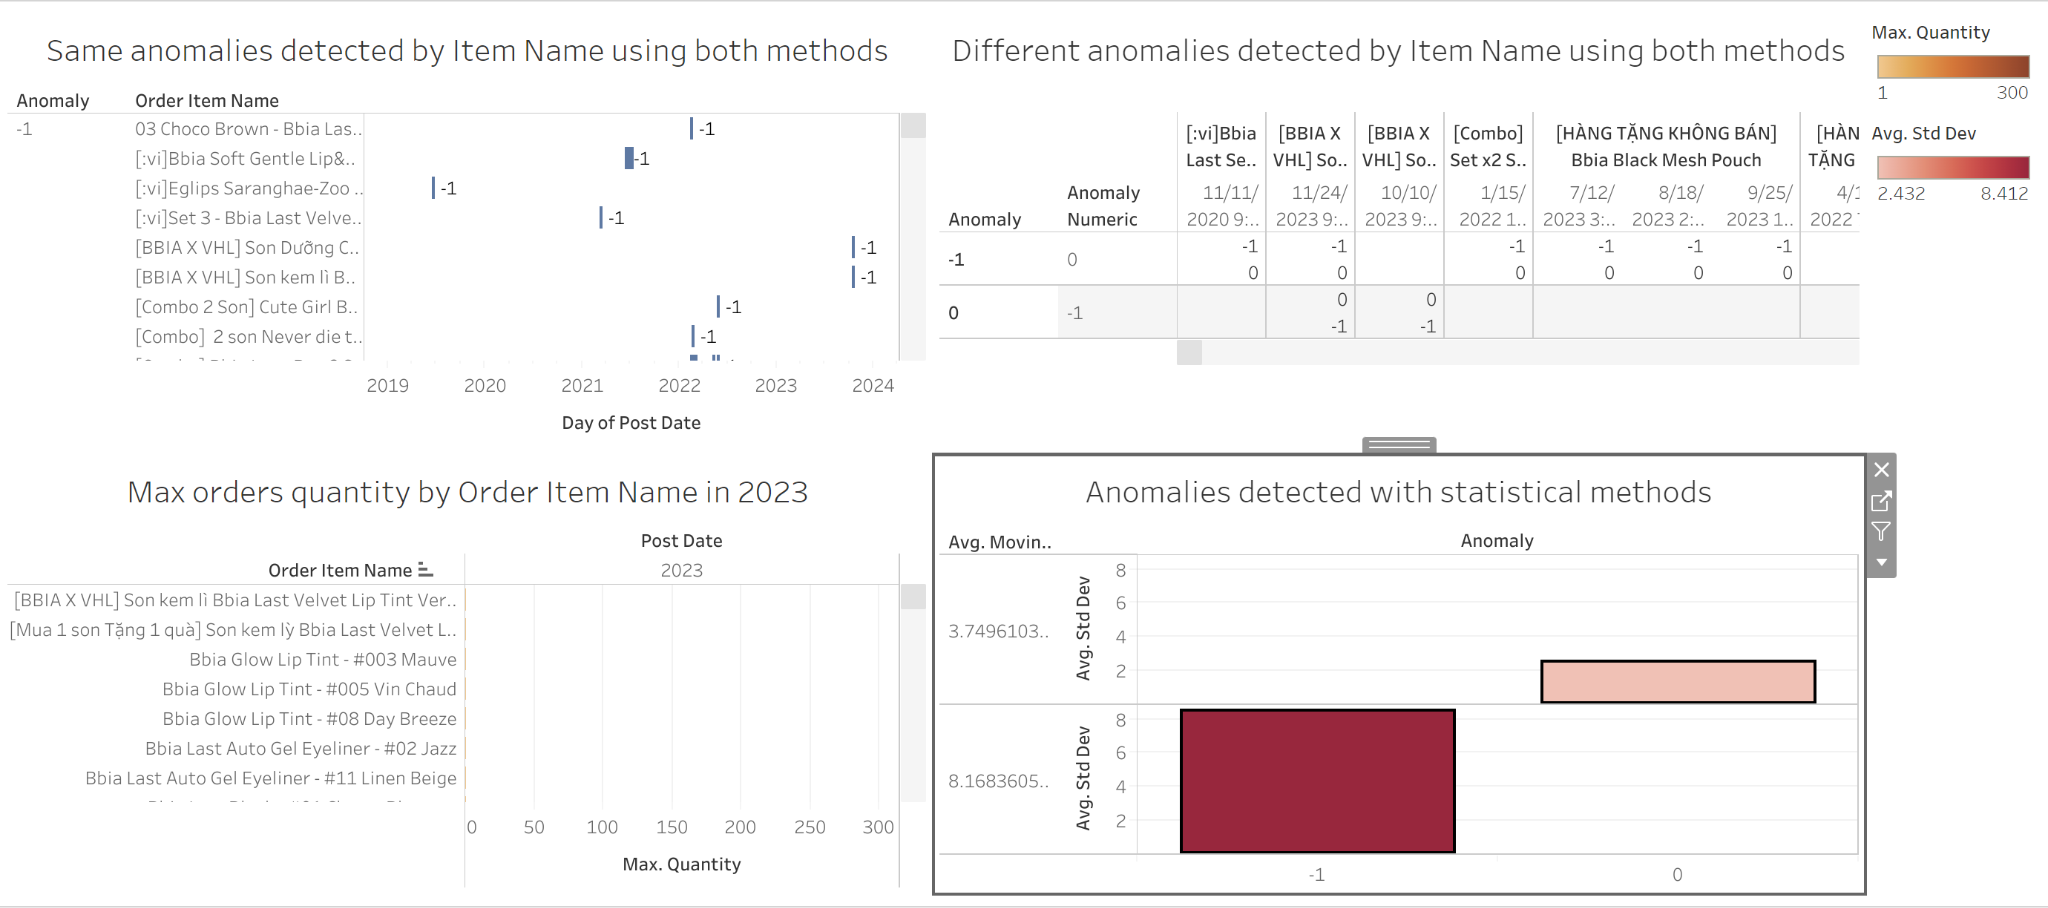 Same anomalies detected by Item Name using both methods
Anomaly Order Item Name
-1 03 Choco Brown - Bbia Las.. -1
[:vi]Bbia Soft Gentle Lip&.. -1
[:vi]Eglips Saranghae-Zoo .. -1
[:vi]Set 3 - Bbia Last Velve.. -1
[BBIA X VHL] Son Dưỡng C.. -1
[BBIA X VHL] Son kem lì B.. -1
[Combo 2 Son] Cute Girl B.. -1
[Combo] 2 son Never die t.. -1
2019 2020 2021 2022 2023 2024
Day of Post Date
Different anomalies detected by Item Name using both methods
[:vi]Bbia [BBIA X [BBIA X [Combo] [HÀNG TẶNG KHÔNG BÁN] [HÀN
Last Se.. VHL] So.. VHL] So.. Set x2 S.. Bbia Black Mesh Pouch TẶNG
Anomaly 11/11/ 11/24/ 10/10/ 1/15/ 7/12/ 8/18/ 9/25/ 4/1
Anomaly Numeric 2020 9:.. 2023 9:.. 2023 9:.. 2022 1.. 2023 3:.. 2023 2:.. 2023 1.. 2022
-1 -1 -1 -1 -1 -1
-1 0
0 0 0 0 0 0
0 0
0 -1
-1 -1
Max. Quantity
1 300
Avg. Std Dev
2.432 8.412
Max orders quantity by Order Item Name in 2023
Post Date
Order Item Name 2023
[BBIA X VHL] Son kem lì Bbia Last Velvet Lip Tint Ver..
[Mua 1 son Tặng 1 quà] Son kem lỳ Bbia Last Velvet L..
Bbia Glow Lip Tint - #003 Mauve
Bbia Glow Lip Tint - #005 Vin Chaud
Bbia Glow Lip Tint - #08 Day Breeze
Bbia Last Auto Gel Eyeliner - #02 Jazz
Bbia Last Auto Gel Eyeliner - #11 Linen Beige
0 50 100 150 200 250 300
Max. Quantity
Anomalies detected with statistical methods
Avg. Movin.. Anomaly
3.7496103.. Avg. Std Dev 8 6 4 2
8.1683605.. Avg. Std Dev 8 6 4 2
-1 0